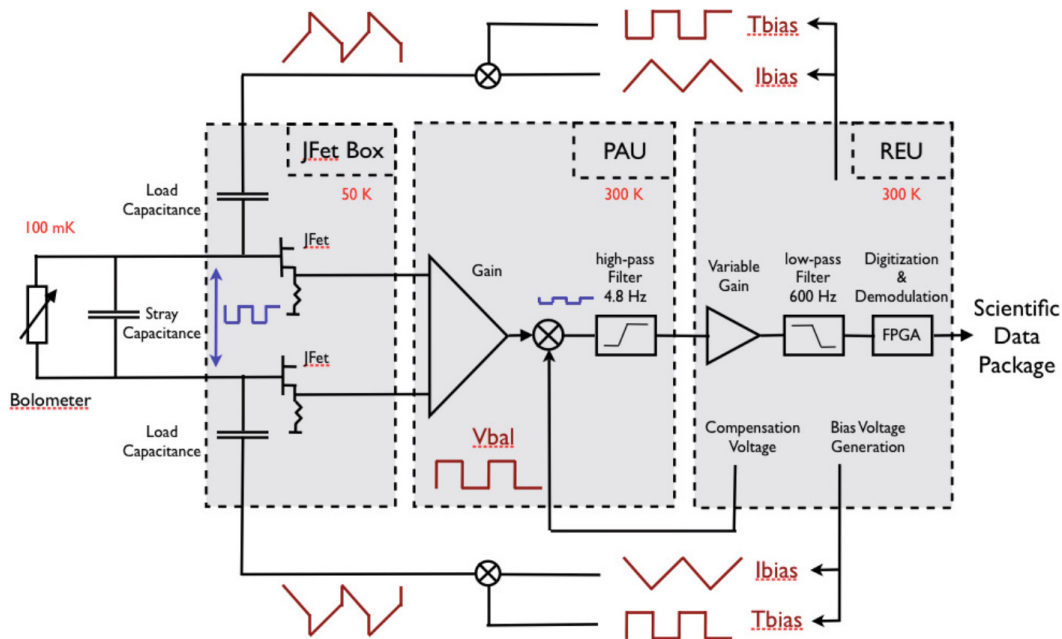 Tbias
Ibias
JFet Box
PAU
REU
50 K
300 K
300 K
Load
Capacitance
100 mK
JFet
Gain
high-pass
Filter
4.8 Hz
Variable
Gain
low-pass
Filter
600 Hz
Digitization
&
Demodulation
Stray
Capacitance
FPGA
Scientific
Data
Package
JFet
Bolometer
Load
Capacitance
Vbal
Compensation
Voltage
Bias Voltage
Generation
Ibias
Tbias